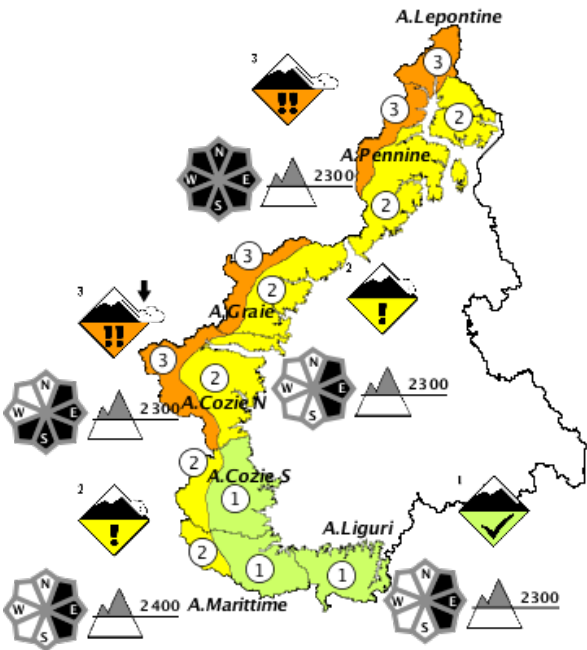 A.Lepontine
3
3
3
2
N
W
E
S
2300
A.Pennine
2
3
2
2
A.Graie
3
3
2
N
W
E
S
2300
A.Cozie N
N
W
E
S
2300
2
A.Cozie S
2
1
1
A.Liguri
2
1
1
N
W
E
S
2400
A.Marittime
N
W
E
S
2300